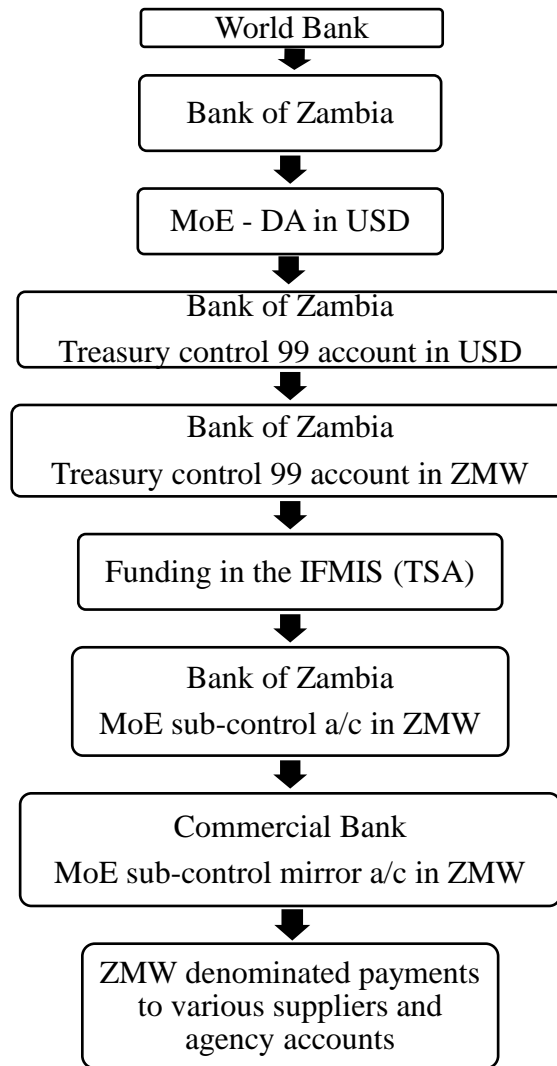 World Bank
Bank of Zambia
MoE - DA in USD
Bank of Zambia
Treasury control 99 account in USD
Bank of Zambia
Treasury control 99 account in ZMW
Funding in the IFMIS (TSA)
Bank of Zambia
MoE sub-control a/c in ZMW
Commercial Bank
MoE sub-control mirror a/c in ZMW
ZMW denominated payments
to various suppliers and
agency accounts